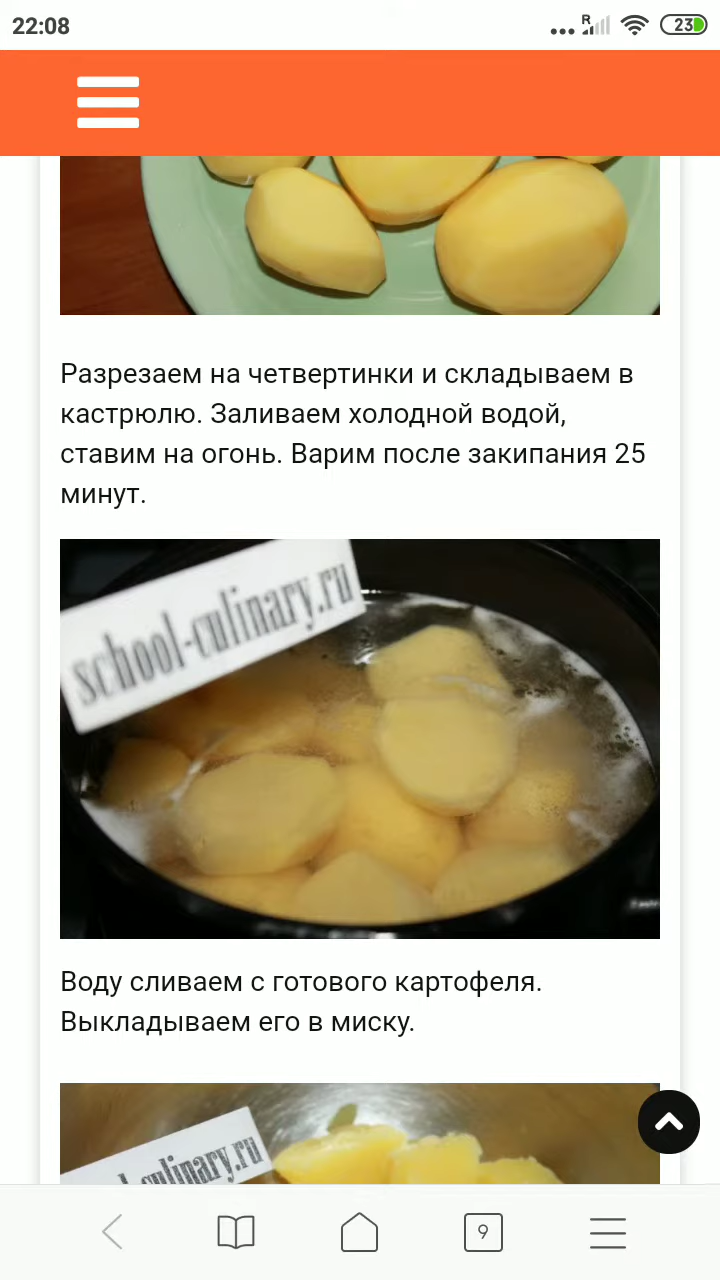 22:08
R
23
Разрезаем на четвертинки и складываем в
кастрюлю. Заливаем холодной водой,
ставим на огонь. Варим после закипания 25
минут.
school-culinary.ru
Воду сливаем с готового картофеля.
Выкладываем его в миску.
culinary.ru
9